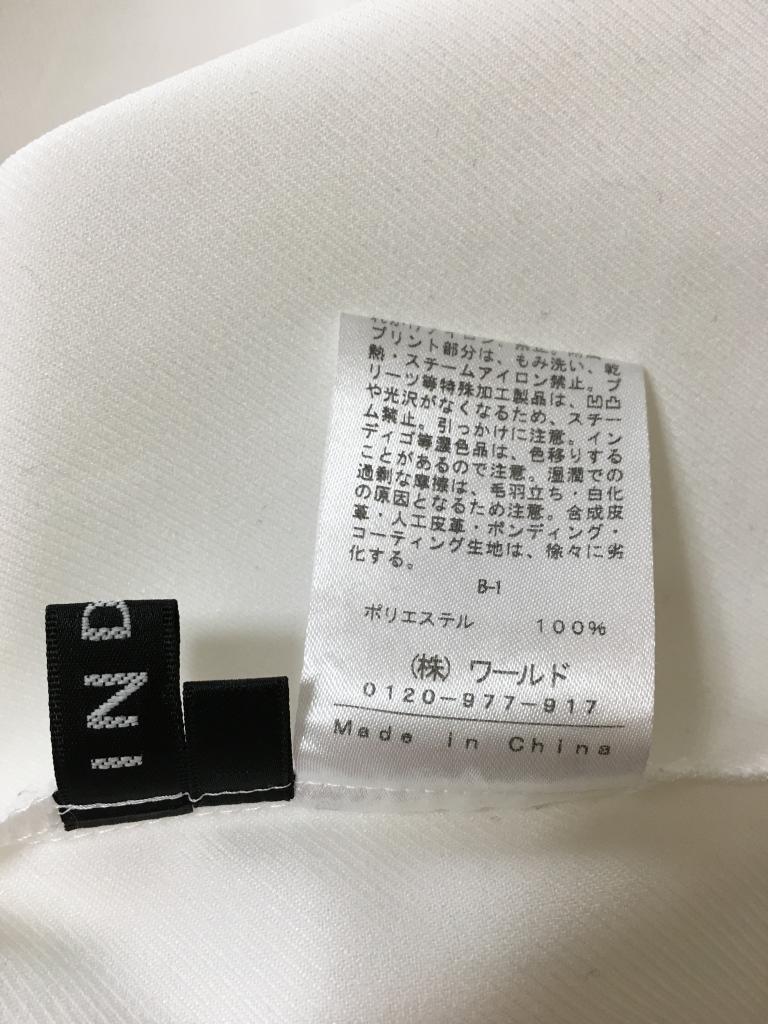 プリント部分は、もみ洗い、乾
熱・スチームアイロン禁止。プ
リーツ等特殊加工製品は、凹凸
や光沢がなくなるため、スチー
ム禁止。引っかけに注意。イン
ディゴ等濃色品は、色移りする
ことがあるので注意。湿潤での
過剰な摩擦は、毛羽立ち・白化
の原因となるため注意。合成皮
革・人工皮革・ボンディング・
コーティング生地は、徐々に劣
化する。
B-1
ポリエステル 100%
(株) ワールド
0120-977-917
Made in China
IND